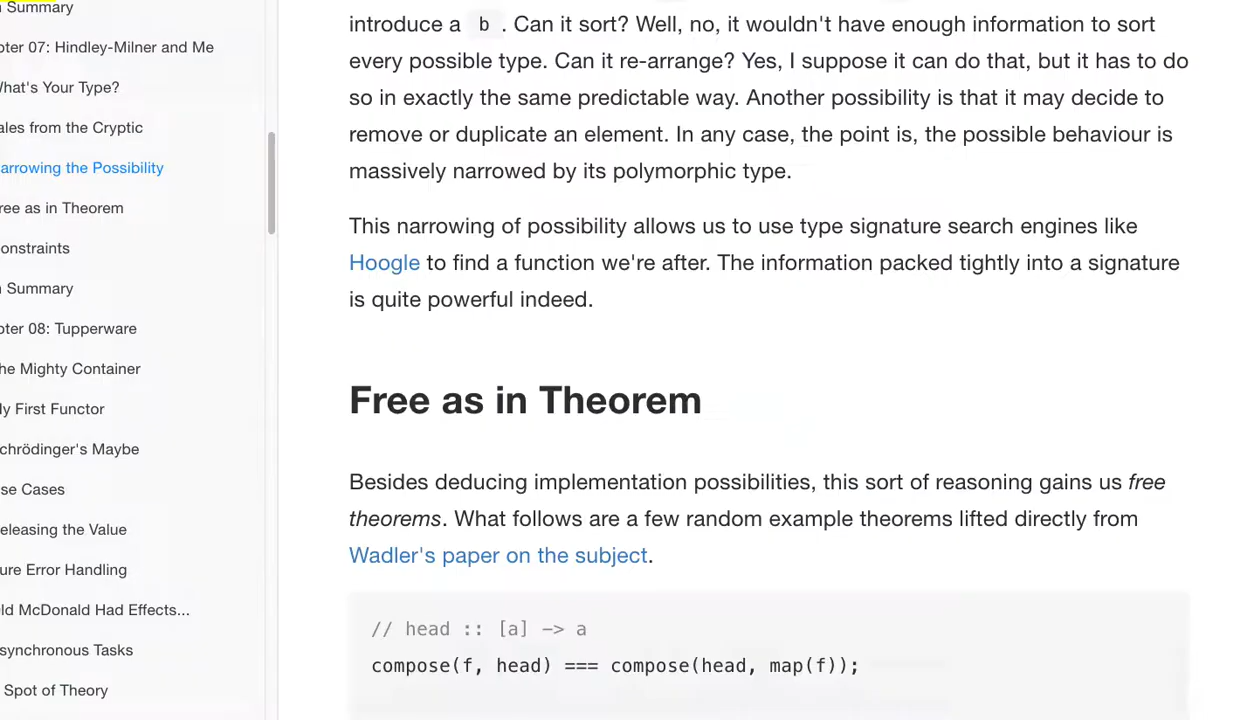 Summary
pter 07: Hindley-Milner and Me
What's Your Type?
ales from the Cryptic
arrowing the Possibility
ree as in Theorem
onstraints
Summary
pter 08: Tupperware
he Mighty Container
ly First Functor
chrödinger's Maybe
se Cases
eleasing the Value
ure Error Handling
ld McDonald Had Effects...
synchronous Tasks
Spot of Theory
introduce a b . Can it sort? Well, no, it wouldn't have enough information to sort
every possible type. Can it re-arrange? Yes, I suppose it can do that, but it has to do
so in exactly the same predictable way. Another possibility is that it may decide to
remove or duplicate an element. In any case, the point is, the possible behaviour is
massively narrowed by its polymorphic type.
This narrowing of possibility allows us to use type signature search engines like
Hoogle to find a function we're after. The information packed tightly into a signature
is quite powerful indeed.
Free as in Theorem
Besides deducing implementation possibilities, this sort of reasoning gains us free
theorems. What follows are a few random example theorems lifted directly from
Wadler's paper on the subject.
// head :: [a] -> a
compose(f, head) === compose(head, map(f));